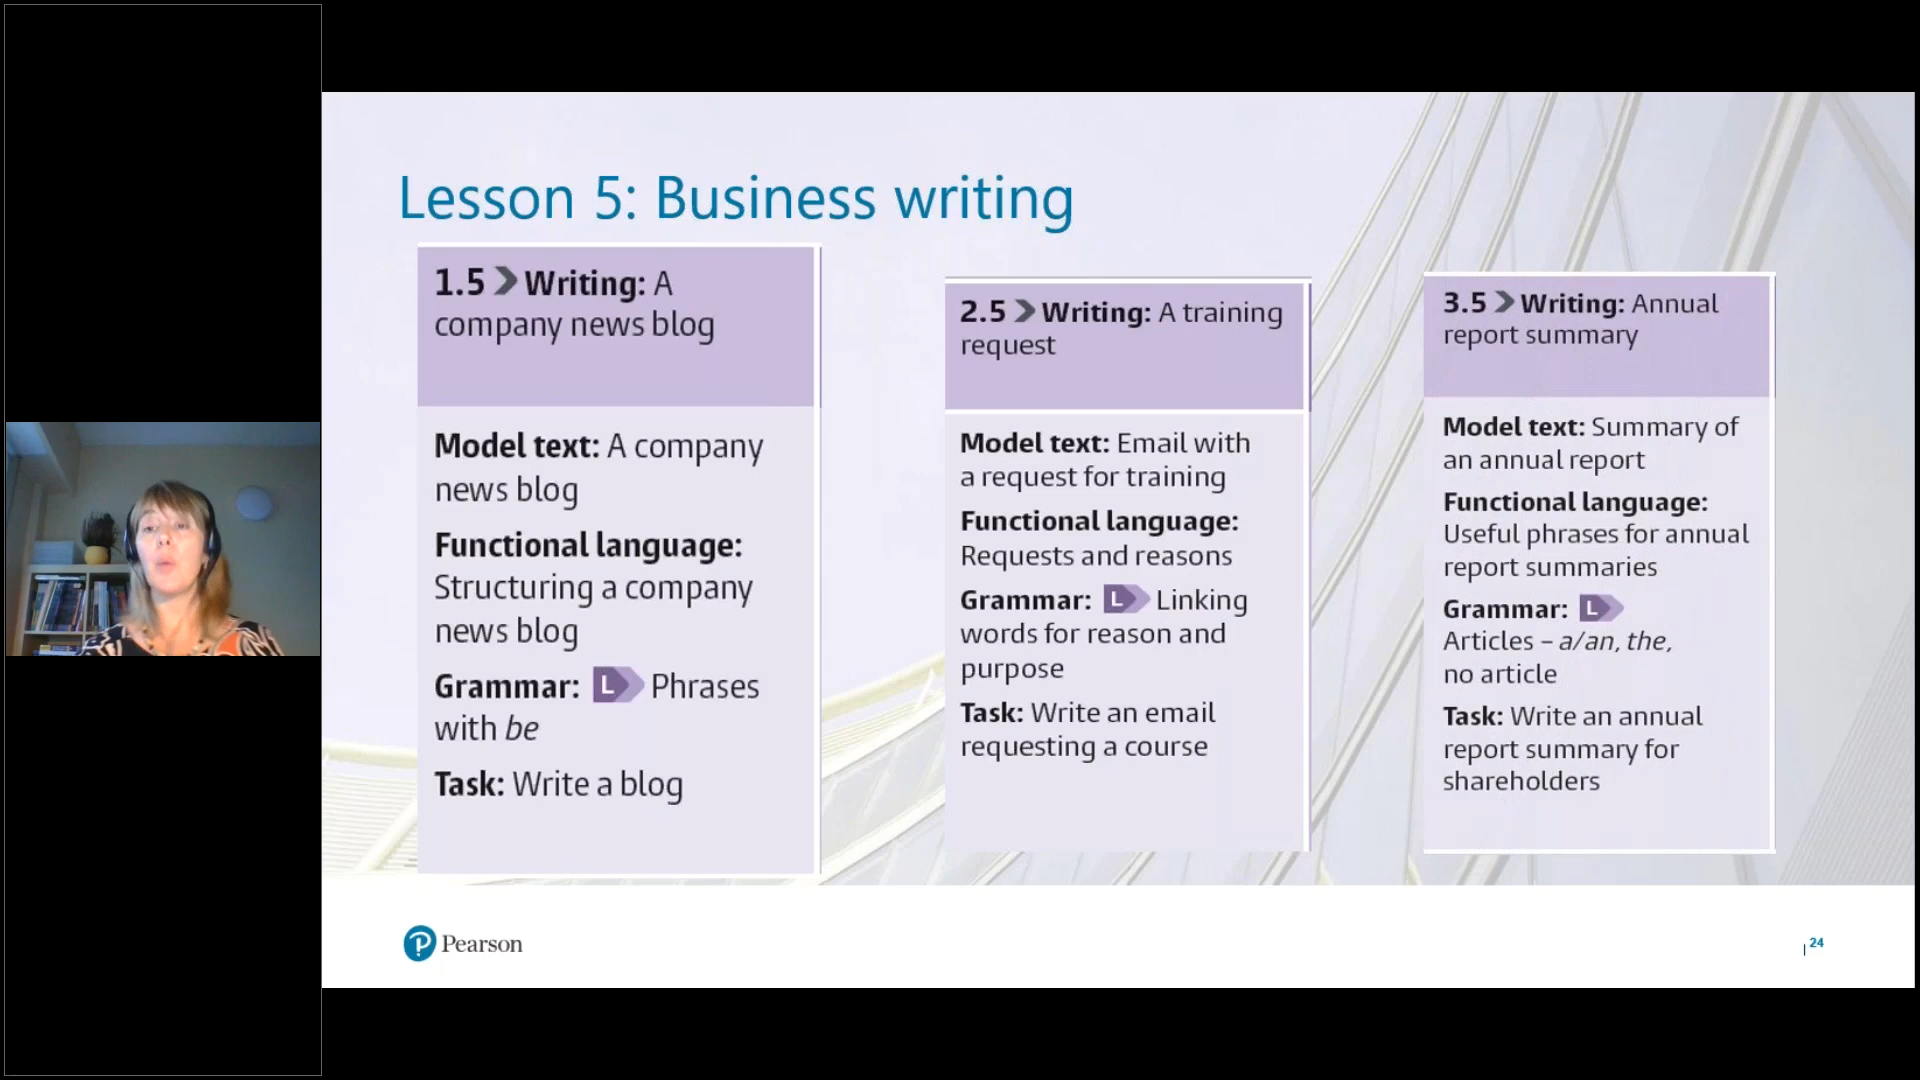 Lesson 5: Business writing
1.5 > Writing: A
company news blog
Model text: A company
news blog
Functional language:
Structuring a company
news blog
Grammar: L Phrases
with be
Task: Write a blog
2.5 > Writing: A training
request
Model text: Email with
a request for training
Functional language:
Requests and reasons
Grammar: L Linking
words for reason and
purpose
Task: Write an email
requesting a course
3.5 > Writing: Annual
report summary
Model text: Summary of
an annual report
Functional language:
Useful phrases for annual
report summaries
Grammar: L
Articles – a/an, the,
no article
Task: Write an annual
report summary for
shareholders
P Pearson
| 24